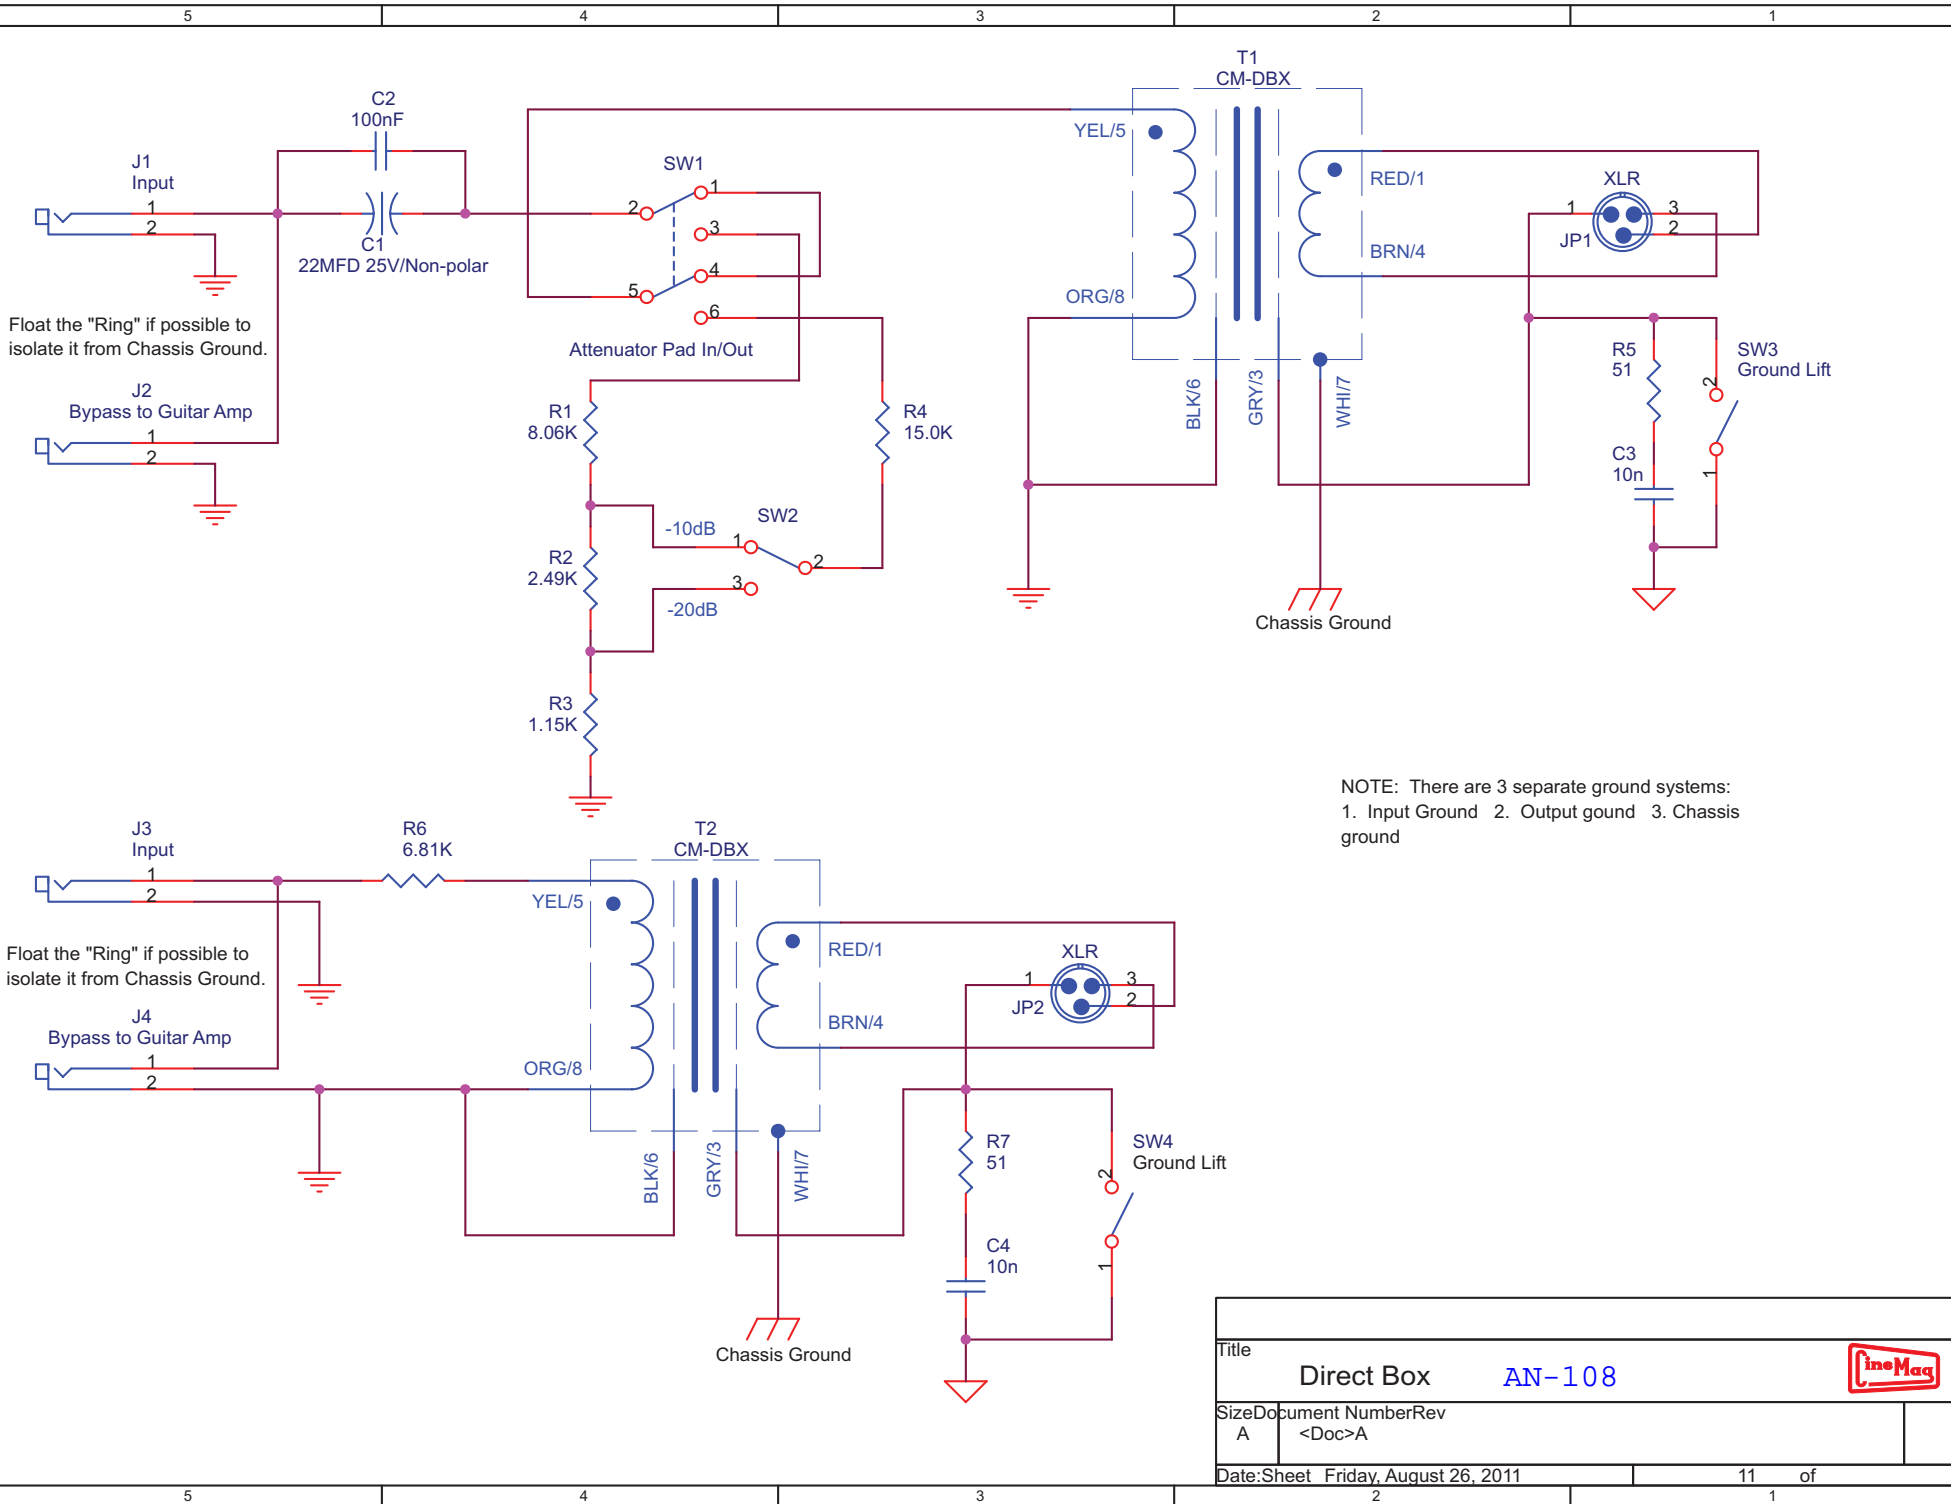 5 4 3 2 1
T1
CM-DBX
C2
100nF
YEL/5
J1
Input
SW1
RED/1
XLR
1
2
C1
22MFD 25V/Non-polar
2
1
3
4
5
6
1
3
2
JP1
BRN/4
ORG/8
Float the "Ring" if possible to
isolate it from Chassis Ground.
Attenuator Pad In/Out
BLK/6
GRY/3
WHI/7
R5
51
SW3
Ground Lift
2
1
J2
Bypass to Guitar Amp
1
2
R1
8.06K
R4
15.0K
C3
10n
SW2
-10dB
1
2
3
-20dB
R2
2.49K
Chassis Ground
R3
1.15K
NOTE: There are 3 separate ground systems:
1. Input Ground 2. Output gound 3. Chassis
ground
J3
Input
1
2
R6
6.81K
T2
CM-DBX
YEL/5
RED/1
XLR
1
3
2
JP2
BRN/4
Float the "Ring" if possible to
isolate it from Chassis Ground.
J4
Bypass to Guitar Amp
1
2
ORG/8
BLK/6
GRY/3
WHI/7
R7
51
SW4
Ground Lift
2
1
C4
10n
Chassis Ground
Title
Direct Box AN-108
CineMag
SizeDocument NumberRev
A <Doc>A
Date:Sheet Friday, August 26, 2011 11 of
5 4 3 2 1